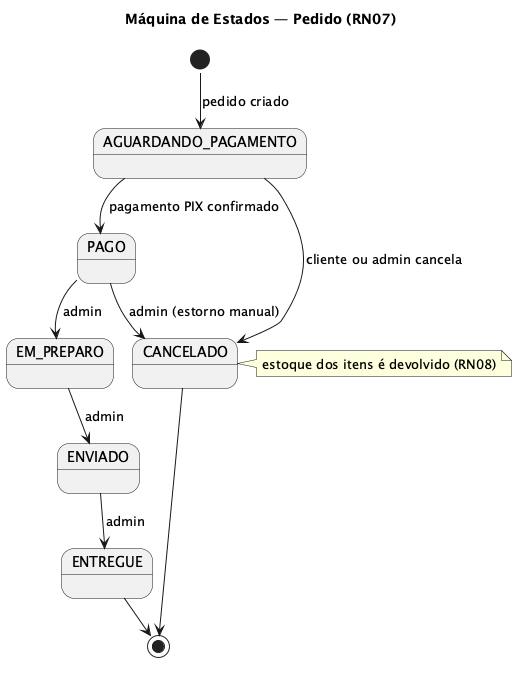 Máquina de Estados — Pedido (RN07)
pedido criado
AGUARDANDO_PAGAMENTO
pagamento PIX confirmado
PAGO
cliente ou admin cancela
admin
admin (estorno manual)
EM_PREPARO
CANCELADO
estoque dos itens é devolvido (RN08)
admin
ENVIADO
admin
ENTREGUE